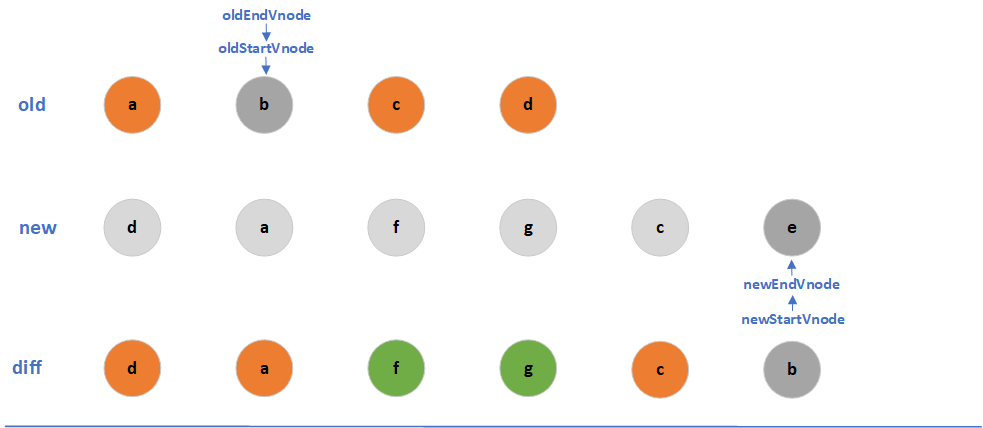 oldEndVnode
oldStartVnode
old a b c d
new d a f g c e
newEndVnode
newStartVnode
diff d a f g c b